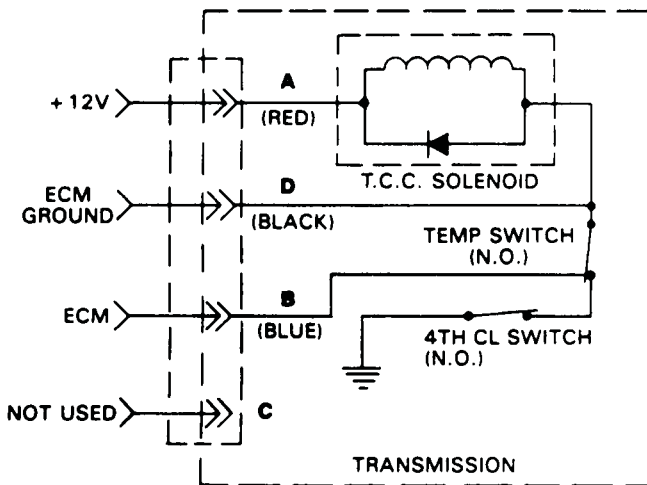 + 12V
A
(RED)
T.C.C. SOLENOID
ECM
GROUND
D
(BLACK)
TEMP SWITCH
(N.O.)
ECM
B
(BLUE)
4TH CL SWITCH
(N.O.)
NOT USED
C
TRANSMISSION